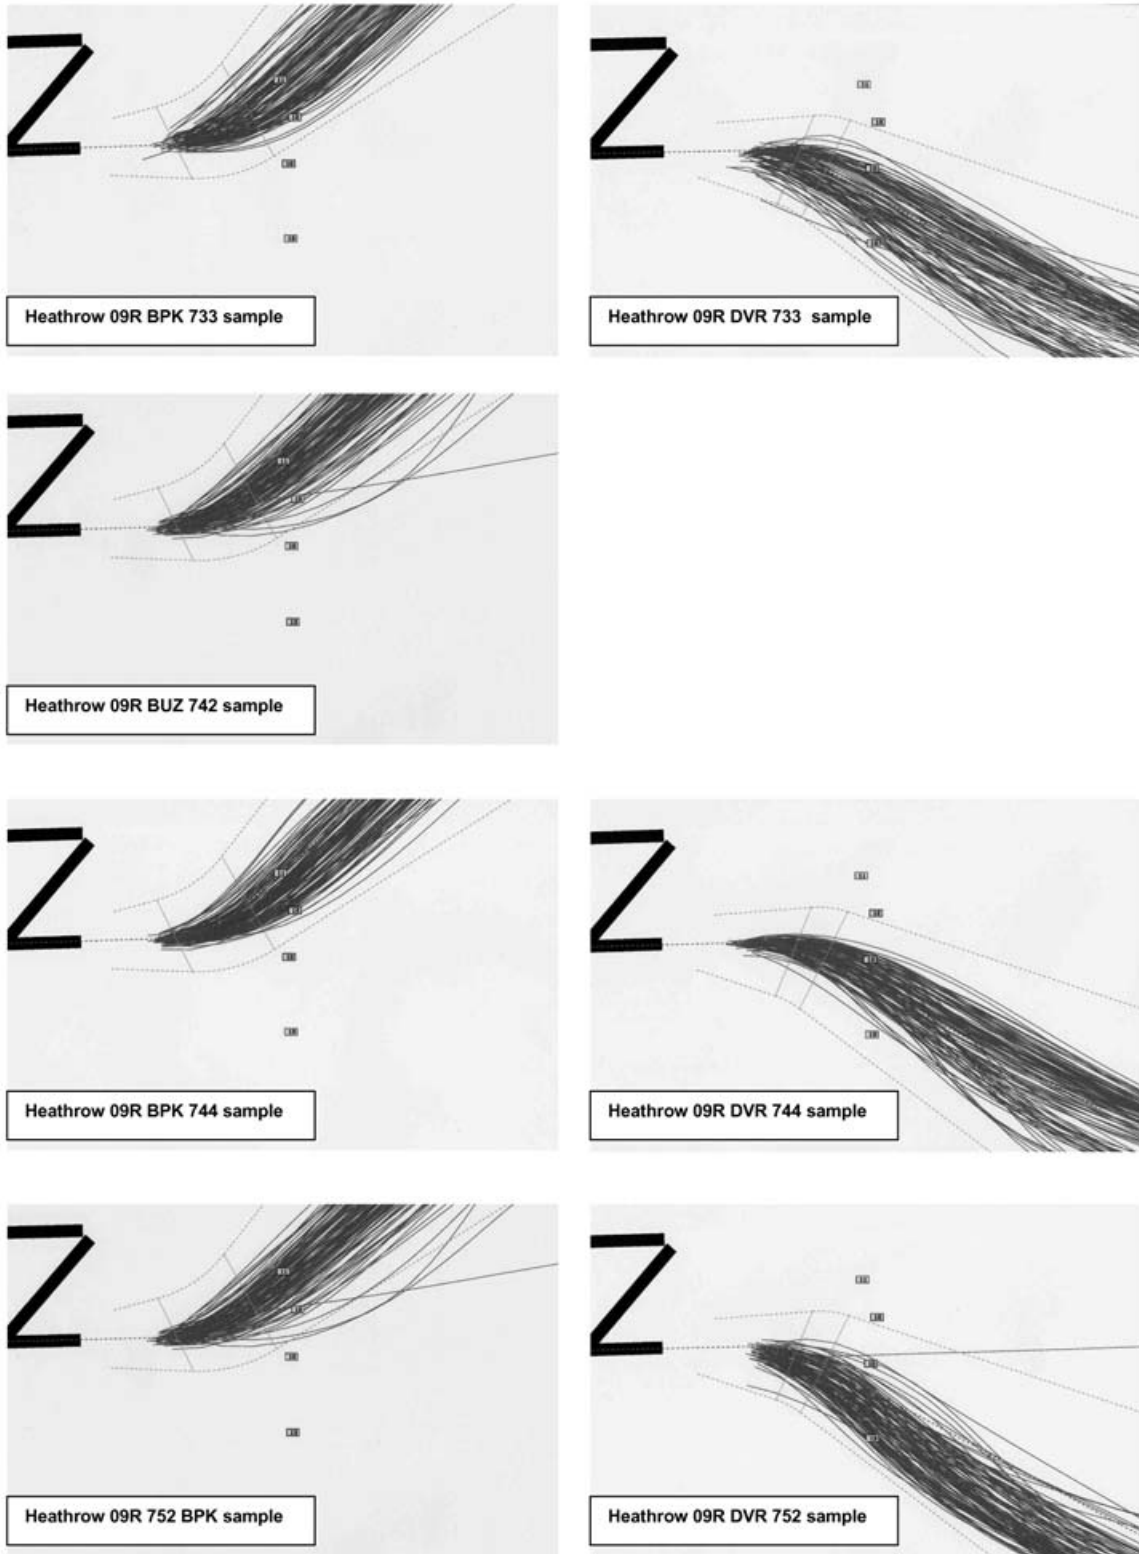 Heathrow 09R BPK 733 sample
Heathrow 09R DVR 733 sample
Heathrow 09R BUZ 742 sample
Heathrow 09R BPK 744 sample
Heathrow 09R DVR 744 sample
Heathrow 09R 752 BPK sample
Heathrow 09R DVR 752 sample